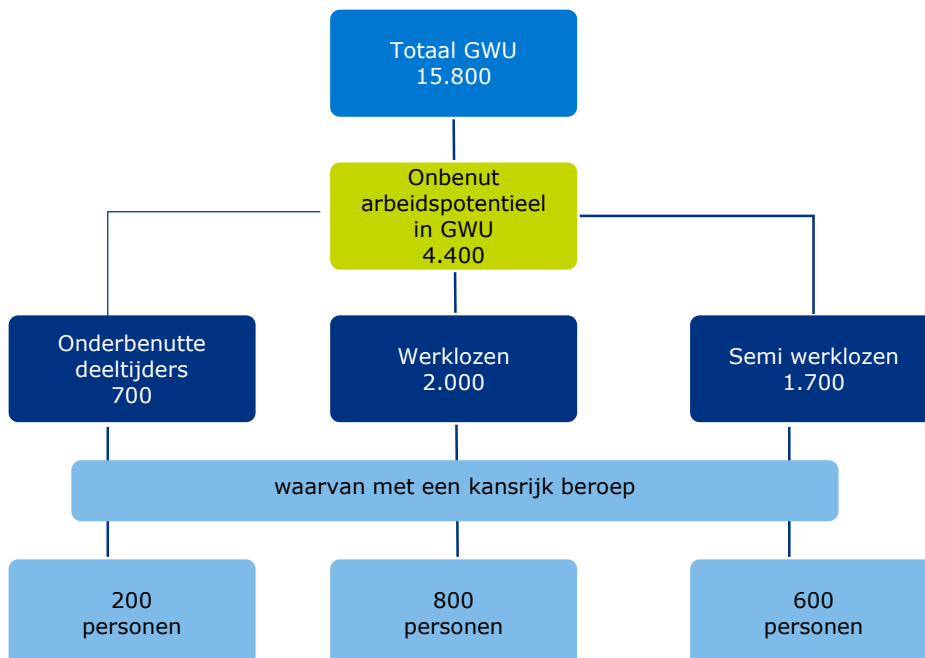 Totaal GWU
15.800
Onbenut
arbeidspotentieel
in GWU
4.400
Onderbenutte
deeltijders
700
Werklozen
2.000
Semi werklozen
1.700
waarvan met een kansrijk beroep
200
personen
800
personen
600
personen